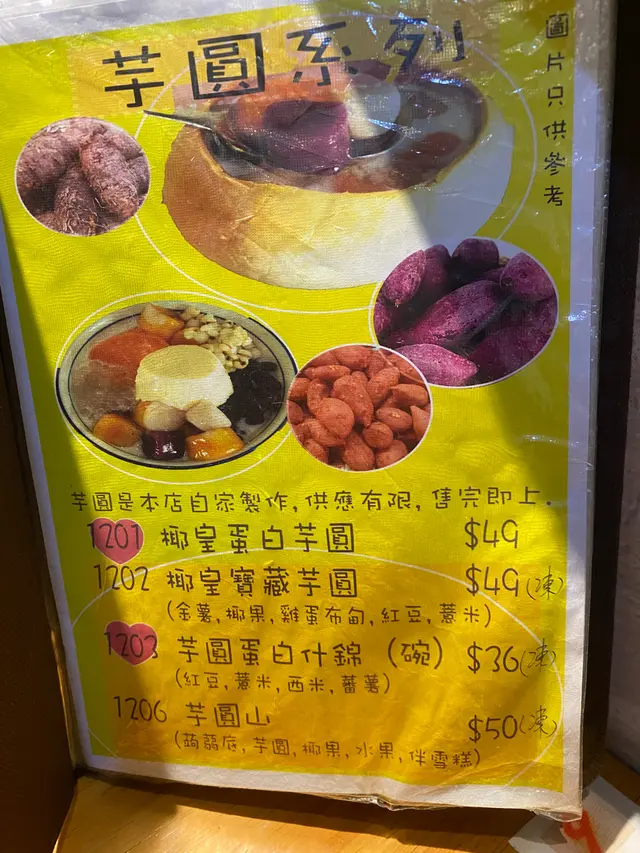 芋圓系列
圖片只供參考
芋圓是本店自家製作,供應有限,售完即上.
1201 椰皇蛋白芋圓 $49
1202 椰皇寶藏芋圓 $49(凍)
(金薯,椰果,雞蛋布甸,紅豆,薏米)
1203 芋圓蛋白什錦 (碗) $36(凍)
(紅豆,薏米,西米,蕃薯)
1206 芋圓山 $50(凍)
(蒟蒻底,芋圓,椰果,水果,伴雪糕)